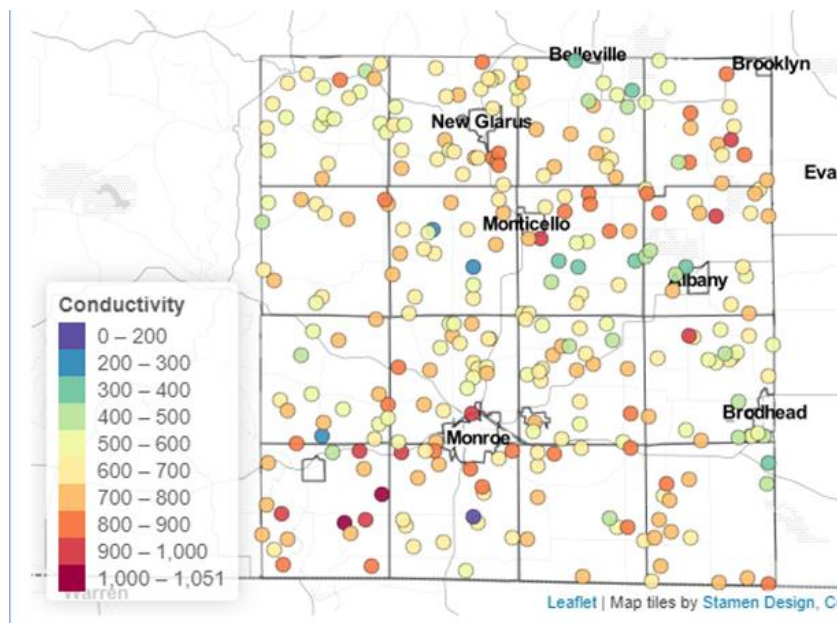 Belleville
Brooklyn
New Glarus
Eva
Monticello
Albany
Conductivity
0 – 200
200 – 300
300 – 400
400 – 500
500 – 600
600 – 700
700 – 800
800 – 900
900 – 1,000
1,000 – 1,051
Brodhead
Monroe
Warren
Leaflet | Map tiles by Stamen Design, C